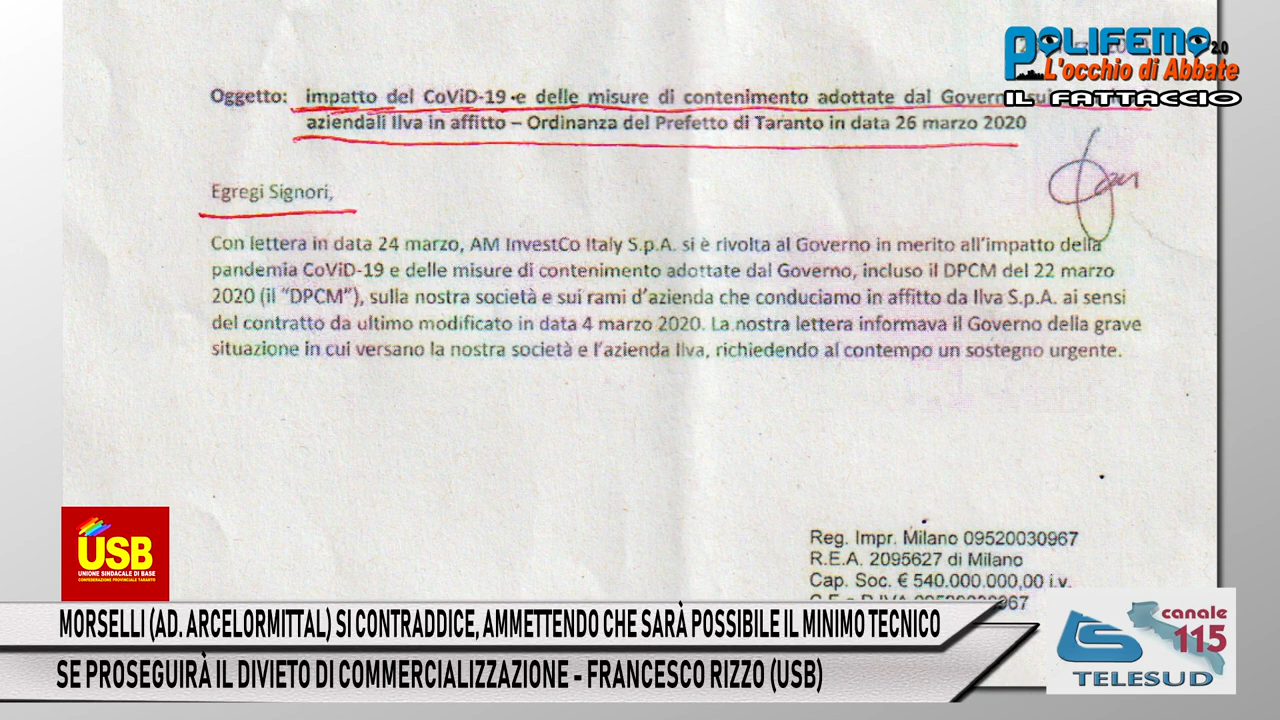 POLIFEMO 2.0
L'occhio di Abbate
IL FATTACCIO
Oggetto: impatto del CoViD-19 e delle misure di contenimento adottate dal Governo sui
aziendali Ilva in affitto – Ordinanza del Prefetto di Taranto in data 26 marzo 2020
Egregi Signori,
Con lettera in data 24 marzo, AM InvestCo Italy S.p.A. si è rivolta al Governo in merito all'impatto della
pandemia CoViD-19 e delle misure di contenimento adottate dal Governo, incluso il DPCM del 22 marzo
2020 (il "DPCM"), sulla nostra società e sui rami d'azienda che conduciamo in affitto da Ilva S.p.A. ai sensi
del contratto da ultimo modificato in data 4 marzo 2020. La nostra lettera informava il Governo della grave
situazione in cui versano la nostra società e l'azienda Ilva, richiedendo al contempo un sostegno urgente.
Reg. Impr. Milano 09520030967
R.E.A. 2095627 di Milano
Cap. Soc. € 540.000.000,00 i.v.
USB
UNIONE SINDACALE DI BASE
CONFEDERAZIONE PROVINCIALE TARANTO
MORSELLI (AD. ARCELORMITTAL) SI CONTRADDICE, AMMETTENDO CHE SARÀ POSSIBILE IL MINIMO TECNICO
SE PROSEGUIRÀ IL DIVIETO DI COMMERCIALIZZAZIONE – FRANCESCO RIZZO (USB)
canale
115
TELESUD